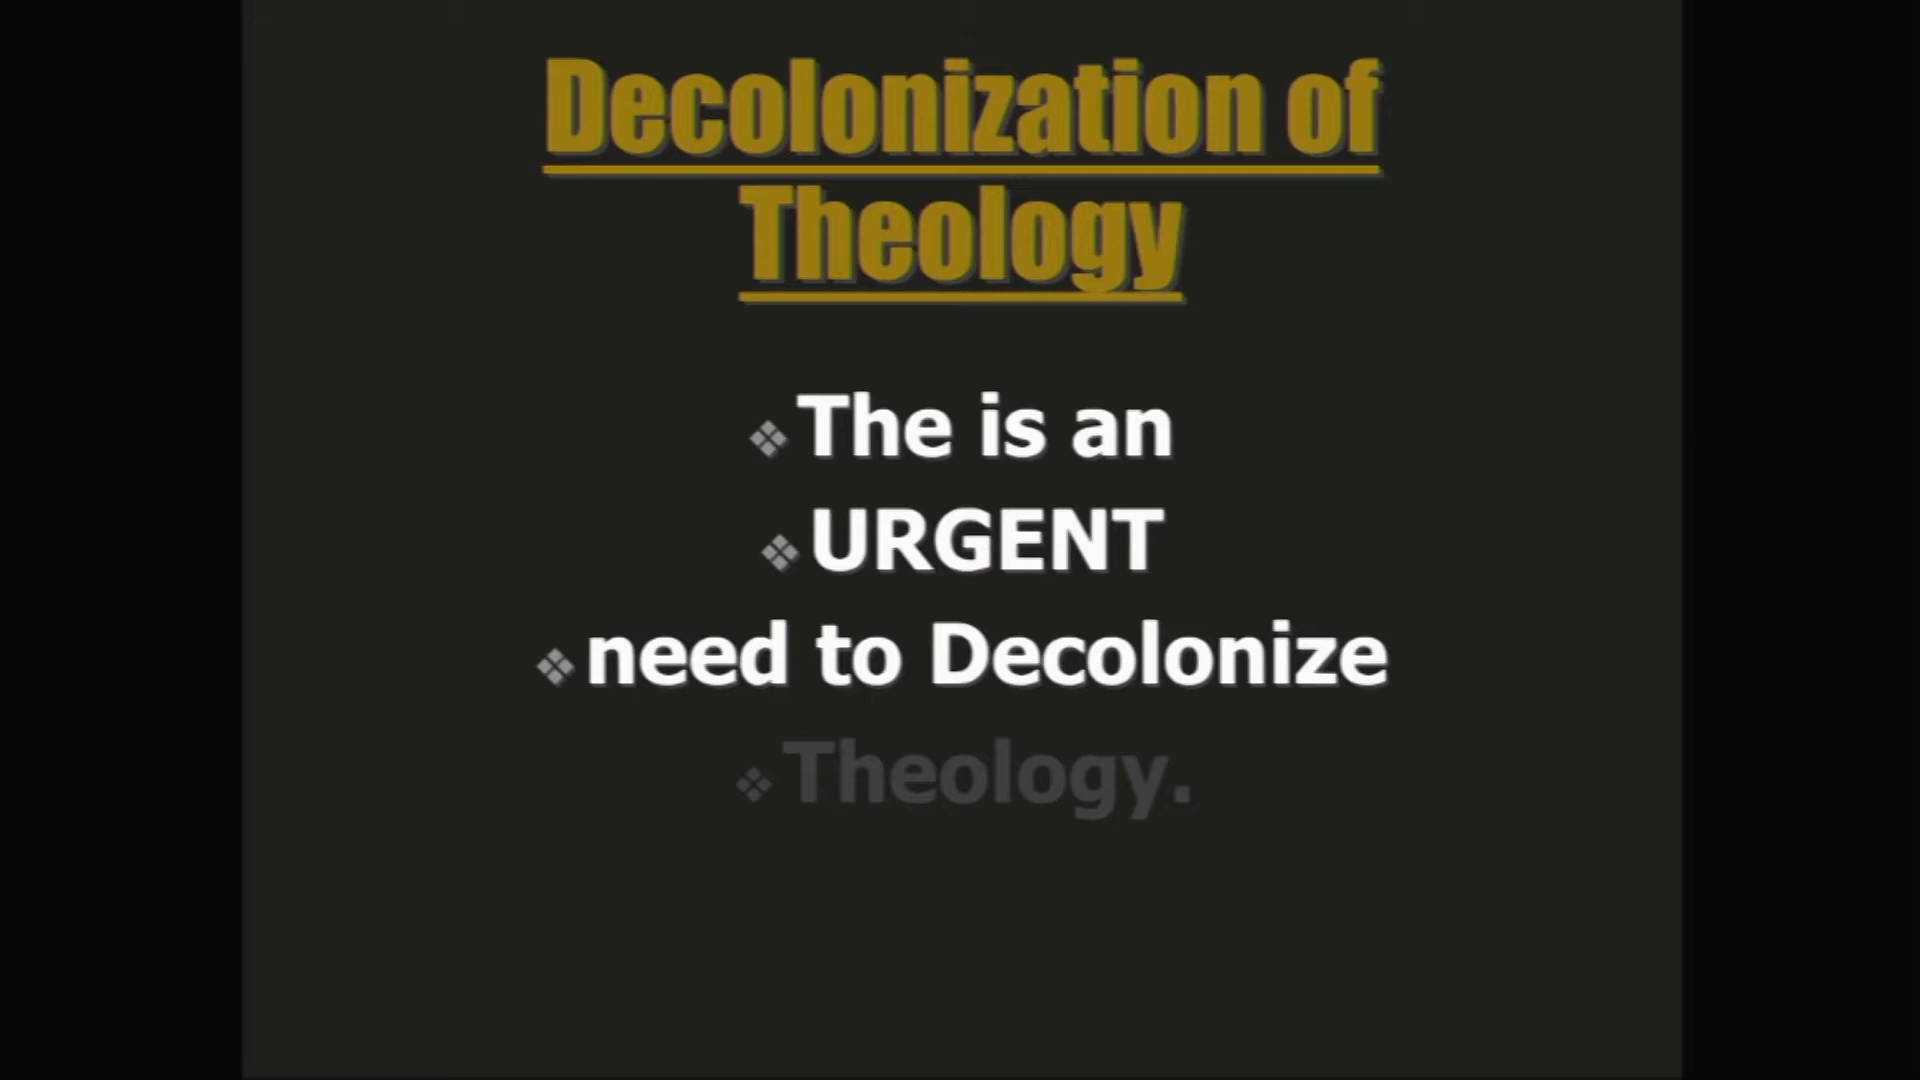 Decolonization of
Theology
❖The is an
❖URGENT
❖need to Decolonize
❖Theology.